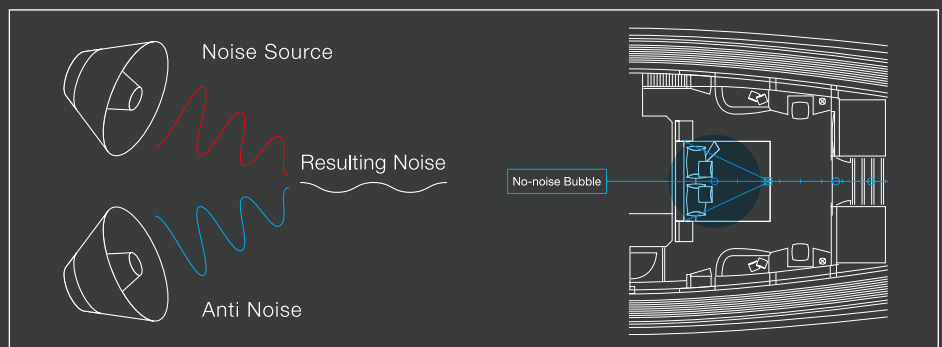 Noise Source
Resulting Noise
No-noise Bubble
Anti Noise